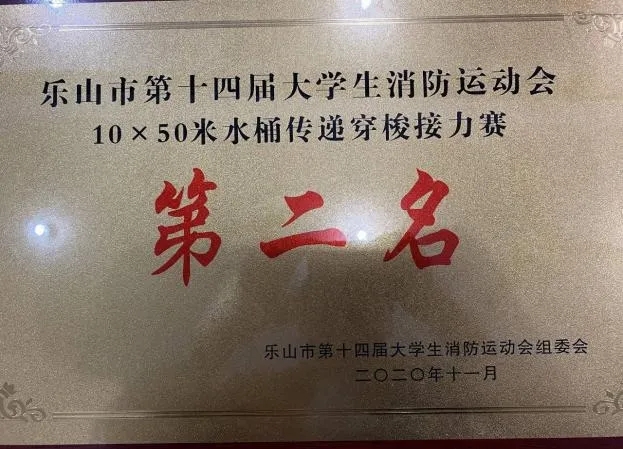 乐山市第十四届大学生消防运动会
10×50米水桶传递穿梭接力赛
第二名
乐山市第十四届大学生消防运动会组委会
二〇二〇年十一月